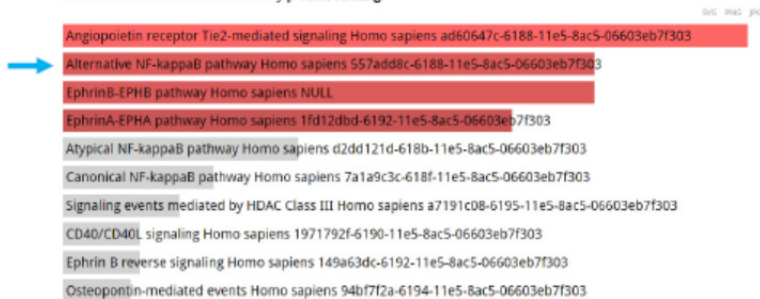 SVG PNG JPG
Angiopoietin receptor Tie2-mediated signaling Homo sapiens ad60647c-6188-11e5-8ac5-06603eb7f303
Alternative NF-kappaB pathway Homo sapiens 557add8c-6188-11e5-8ac5-06603eb7f303
EphrinB-EPHB pathway Homo sapiens NULL
EphrinA-EPHA pathway Homo sapiens 1fd12dbd-6192-11e5-8ac5-06603eb7f303
Atypical NF-kappaB pathway Homo sapiens d2dd121d-618b-11e5-8ac5-06603eb7f303
Canonical NF-kappaB pathway Homo sapiens 7a1a9c3c-618f-11e5-8ac5-06603eb7f303
Signaling events mediated by HDAC Class III Homo sapiens a7191c08-6195-11e5-8ac5-06603eb7f303
CD40/CD40L signaling Homo sapiens 1971792f-6190-11e5-8ac5-06603eb7f303
Ephrin B reverse signaling Homo sapiens 149a63dc-6192-11e5-8ac5-06603eb7f303
Osteopontin-mediated events Homo sapiens 94bf7f2a-6194-11e5-8ac5-06603eb7f303